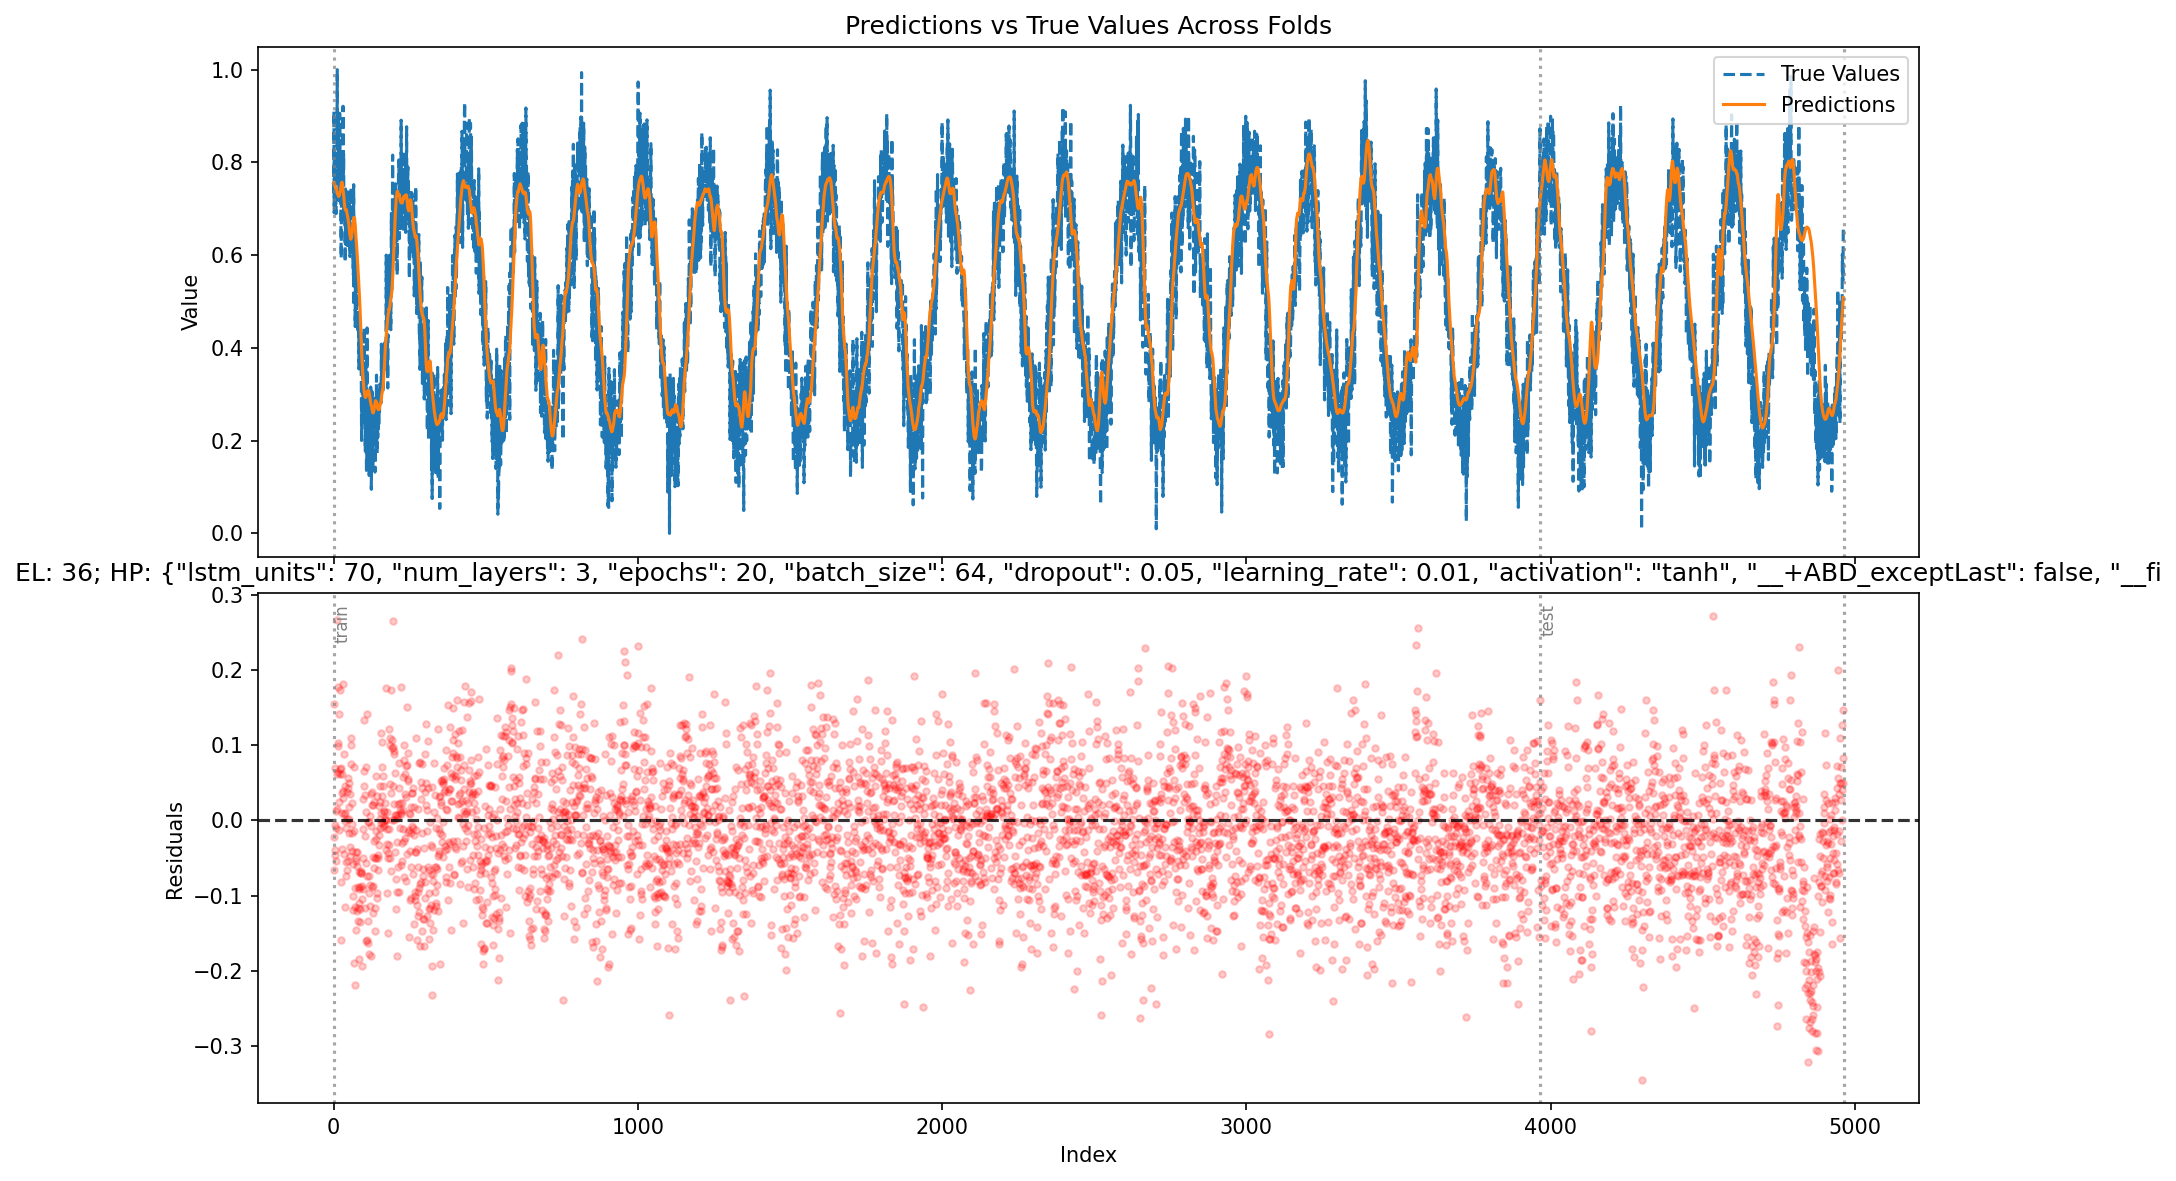 Predictions vs True Values Across Folds
1.0
0.8
0.6
0.4
0.2
0.0
Value
True Values
Predictions
EL: 36; HP: {"lstm_units": 70, "num_layers": 3, "epochs": 20, "batch_size": 64, "dropout": 0.05, "learning_rate": 0.01, "activation": "tanh", "__+ABD_exceptLast": false, "__fi
0.3
0.2
0.1
0.0
−0.1
−0.2
−0.3
Residuals
train
test
0
1000
2000
3000
4000
5000
Index